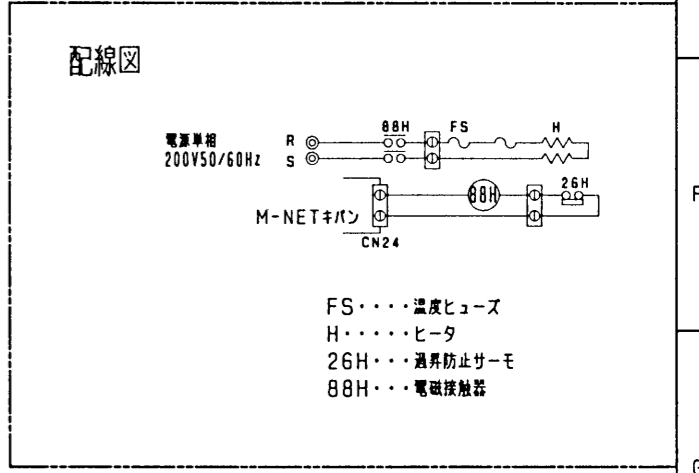 配線図
電源単相
200V50/60Hz
R
S
88H
FS
H
M-NETキバン
CN24
88H
26H
FS・・・・温度ヒューズ
H・・・・・ヒータ
26H・・・過昇防止サーモ
88H・・・電磁接触器
F